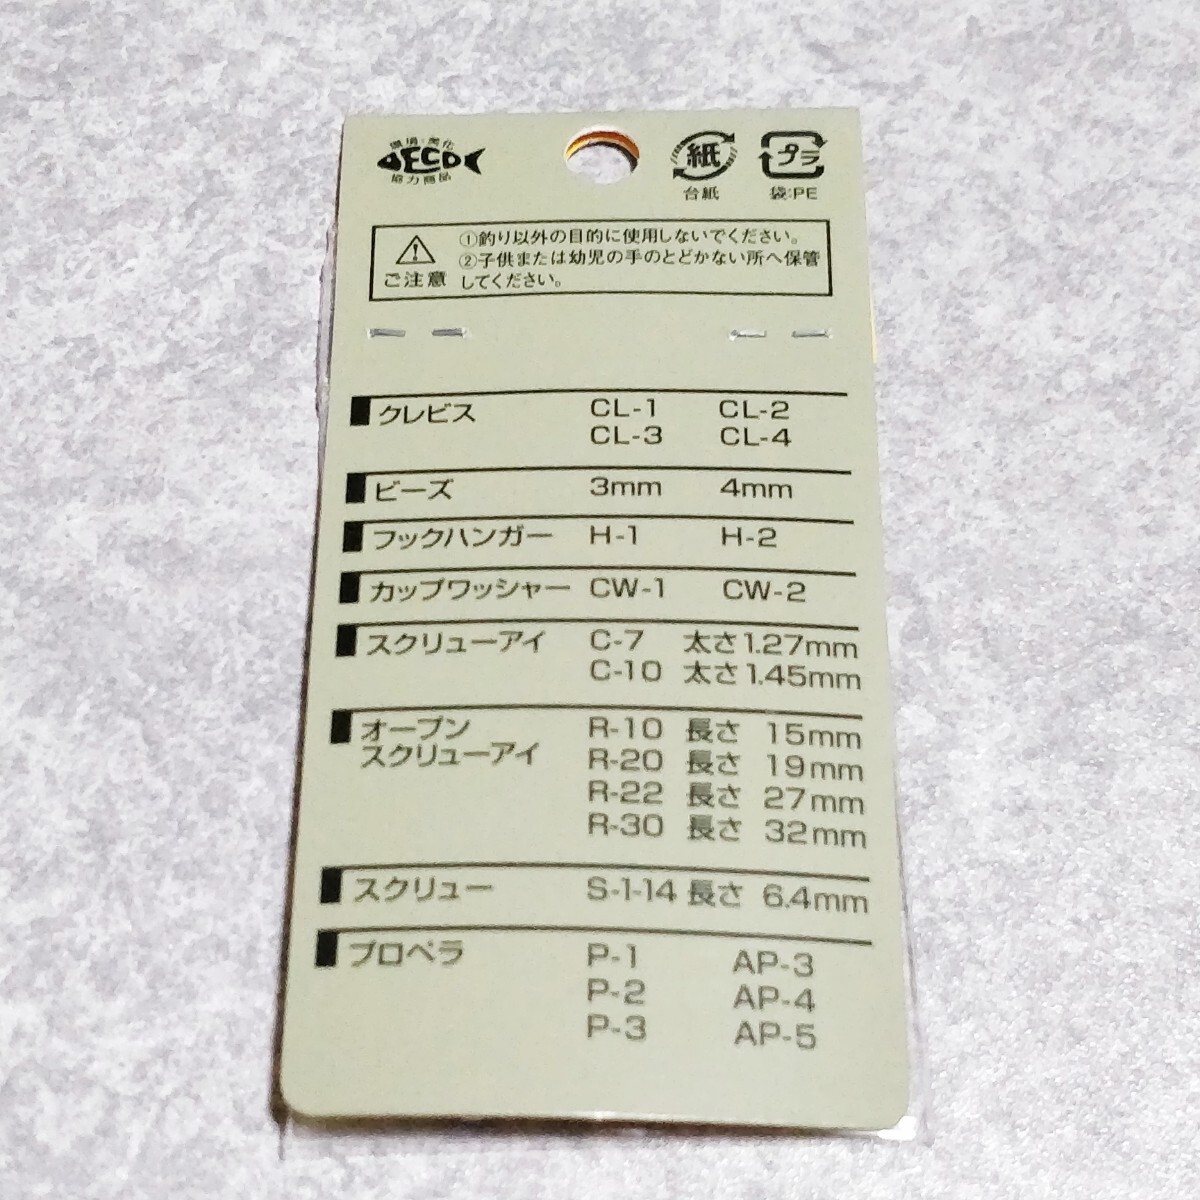 環境・美化
ECO
協力商品
紙
台紙
プラ
袋:PE
ご注意
①釣り以外の目的に使用しないでください。
②子供または幼児の手のとどかない所へ保管
してください。
クレビス CL-1 CL-2
CL-3 CL-4
ビーズ 3mm 4mm
フックハンガー H-1 H-2
カップワッシャー CW-1 CW-2
スクリューアイ C-7 太さ1.27mm
C-10 太さ1.45mm
オープン R-10 長さ 15mm
スクリューアイ R-20 長さ 19mm
R-22 長さ 27mm
R-30 長さ 32mm
スクリュー S-1-14 長さ 6.4mm
プロペラ P-1 AP-3
P-2 AP-4
P-3 AP-5